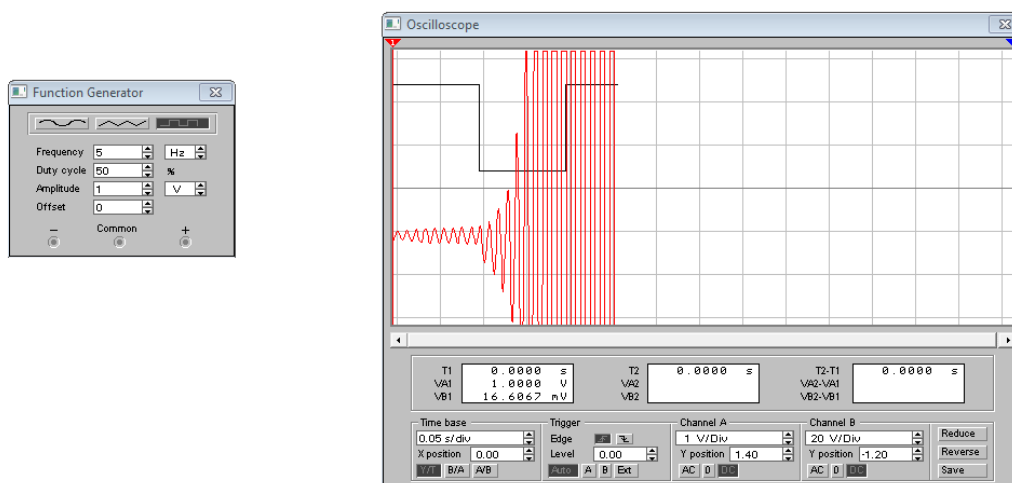 Function Generator
Frequency 5 Hz
Duty cycle 50 %
Amplitude 1 V
Offset 0
− Common +
Oscilloscope
1
T1 0.0000 s T2 0.0000 s T2-T1 0.0000 s
VA1 1.0000 V VA2 VA2-VA1
VB1 16.6067 mV VB2 VB2-VB1
Time base Trigger Channel A Channel B
0.05 s/div Edge 1 V/Div 20 V/Div Reduce
X position 0.00 Level 0.00 Y position 1.40 Y position -1.20 Reverse
Y/T B/A A/B Auto A B Ext AC 0 DC AC 0 DC Save